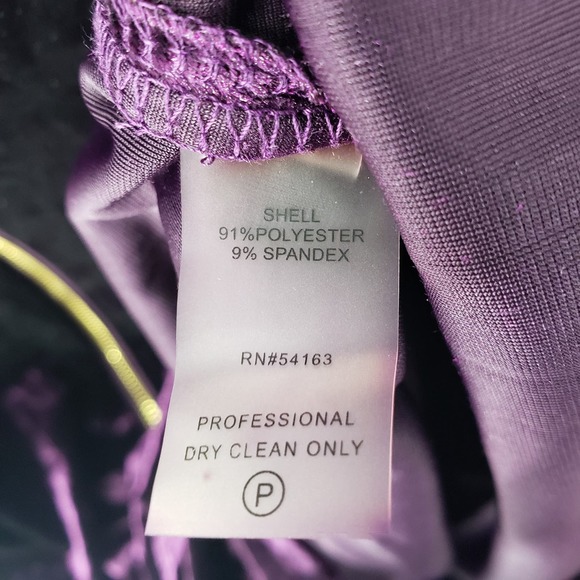 SHELL
91%POLYESTER
9% SPANDEX
RN#54163
PROFESSIONAL
DRY CLEAN ONLY
P